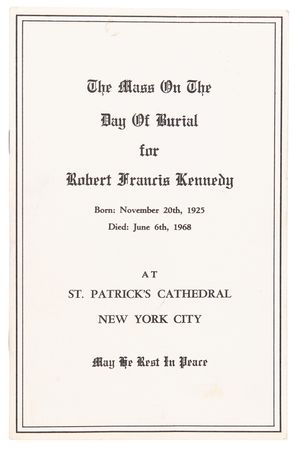 The Mass On The
Day Of Burial
for
Robert Francis Kennedy
Born: November 20th, 1925
Died: June 6th, 1968
AT
ST. PATRICK'S CATHEDRAL
NEW YORK CITY
May He Rest In Peace